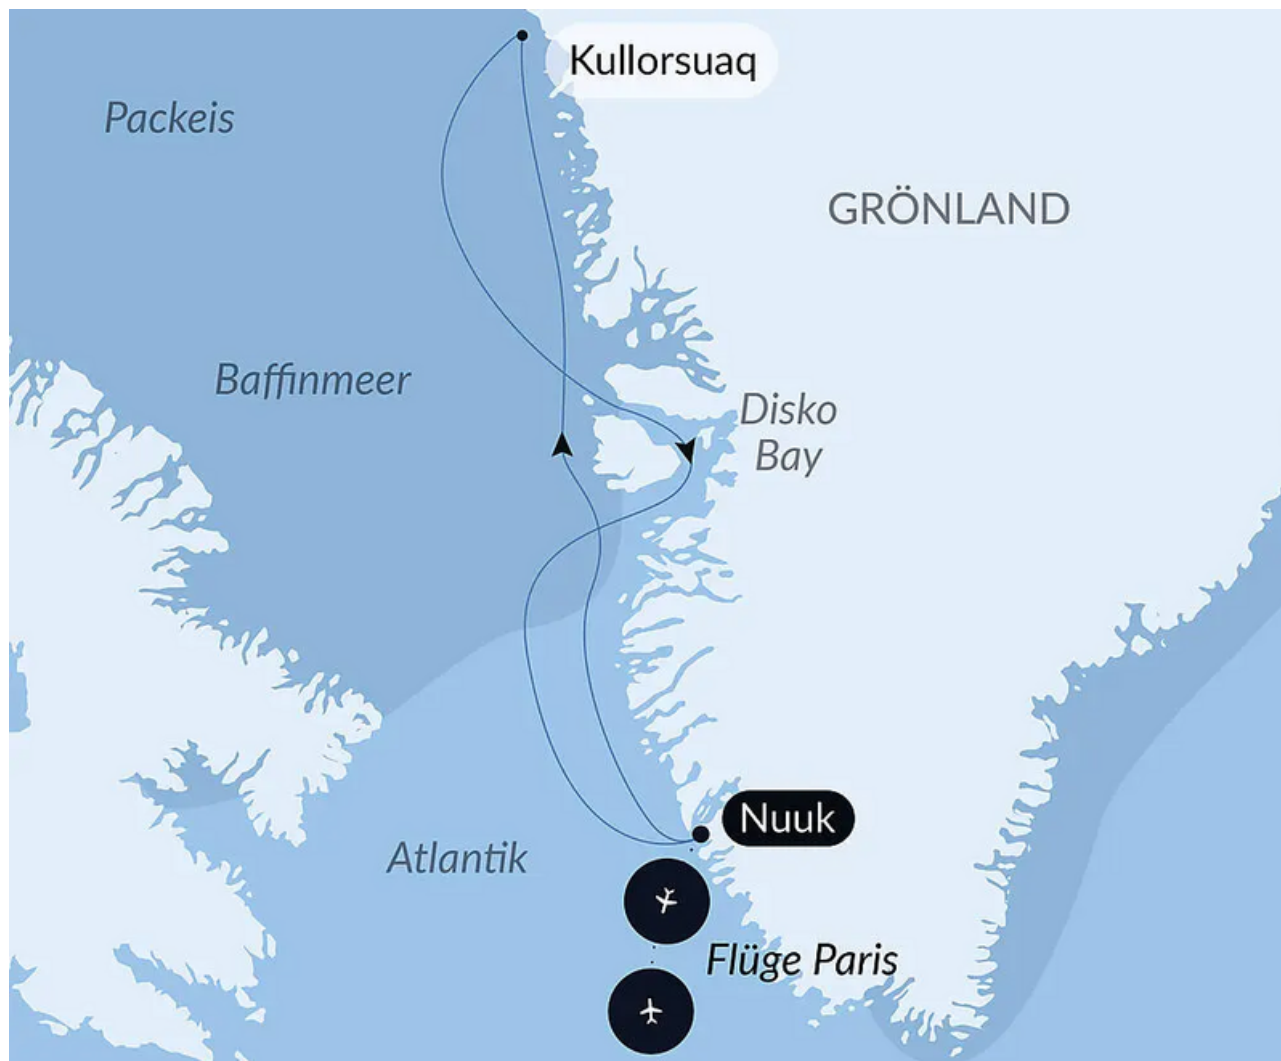 Kullorsuaq
Packeis
GRÖNLAND
Baffinmeer
Disko
Bay
Nuuk
Atlantik
Flüge Paris